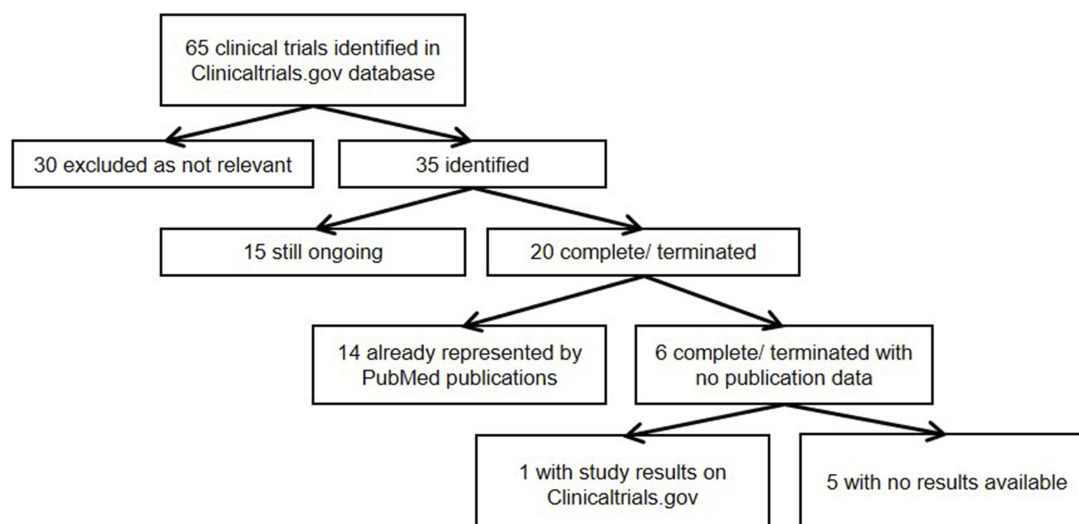 65 clinical trials identified in
Clinicaltrials.gov database
30 excluded as not relevant
35 identified
15 still ongoing
20 complete/ terminated
14 already represented by
PubMed publications
6 complete/ terminated with
no publication data
1 with study results on
Clinicaltrials.gov
5 with no results available